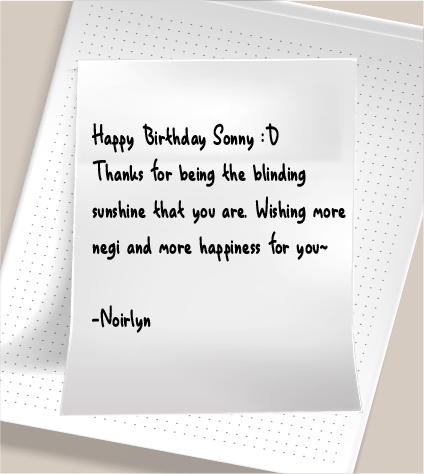 Happy Birthday Sonny :D
Thanks for being the blinding
sunshine that you are. Wishing more
negi and more happiness for you~
-Noirlyn